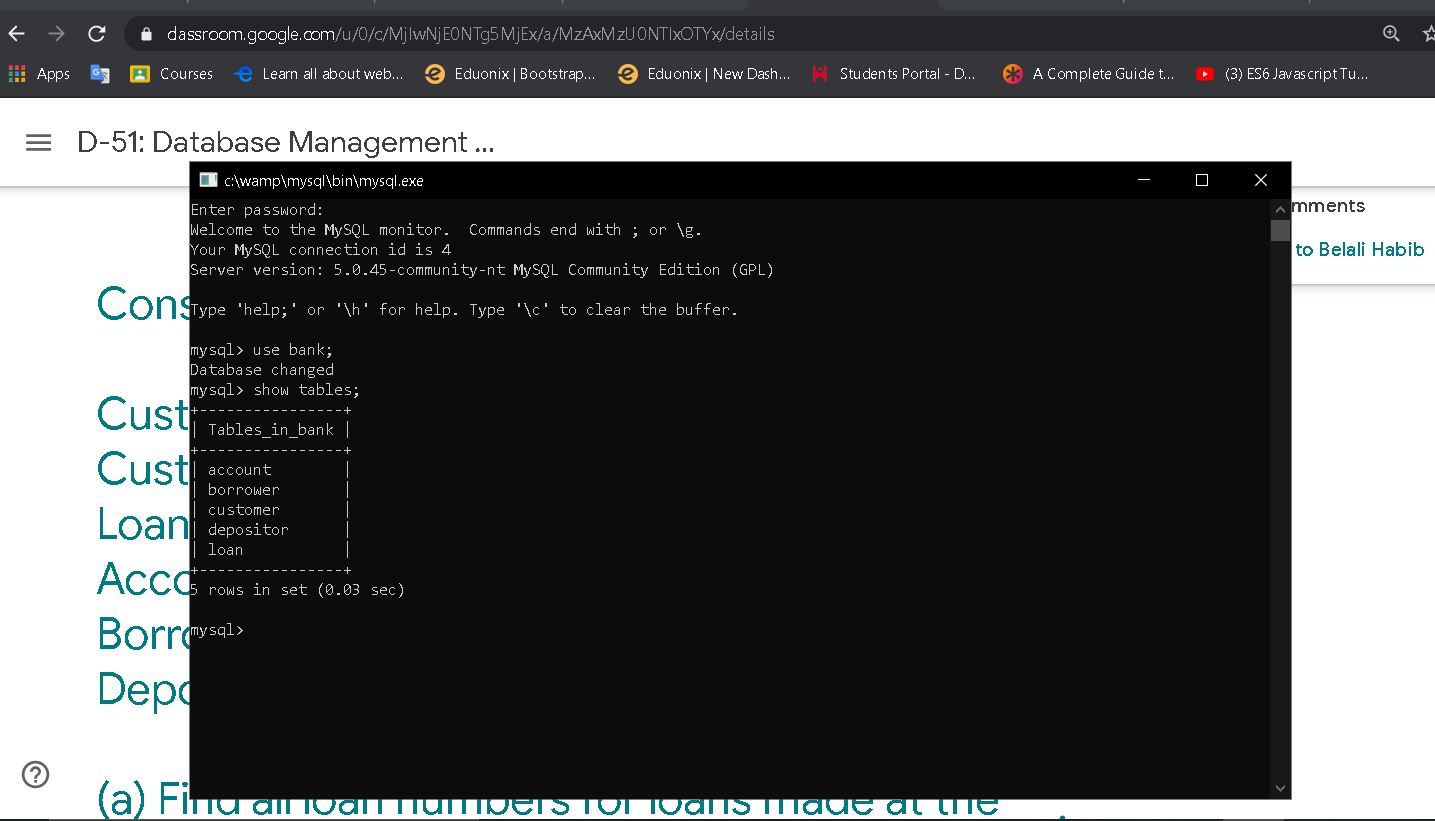 classroom.google.com/u/0/c/MjIwNjE0NTg5MjEx/a/MzAxMzU0NTIxOTYx/details
Apps Courses Learn all about web... Eduonix | Bootstrap... Eduonix | New Dash... Students Portal - D... A Complete Guide t... (3) ES6 Javascript Tu...
D-51: Database Management ...
c:\wamp\mysql\bin\mysql.exe
mments
to Belali Habib
Enter password:
Welcome to the MySQL monitor.  Commands end with ; or \g.
Your MySQL connection id is 4
Server version: 5.0.45-community-nt MySQL Community Edition (GPL)
Type 'help;' or '\h' for help. Type '\c' to clear the buffer.
mysql> use bank;
Database changed
mysql> show tables;
+----------------+
| Tables_in_bank |
+----------------+
| account        |
| borrower       |
| customer       |
| depositor      |
| loan           |
+----------------+
5 rows in set (0.03 sec)
mysql>
Cons
Cust
Cust
Loan
Acco
Borro
Depo
(a) Find all loan numbers for loans made at the